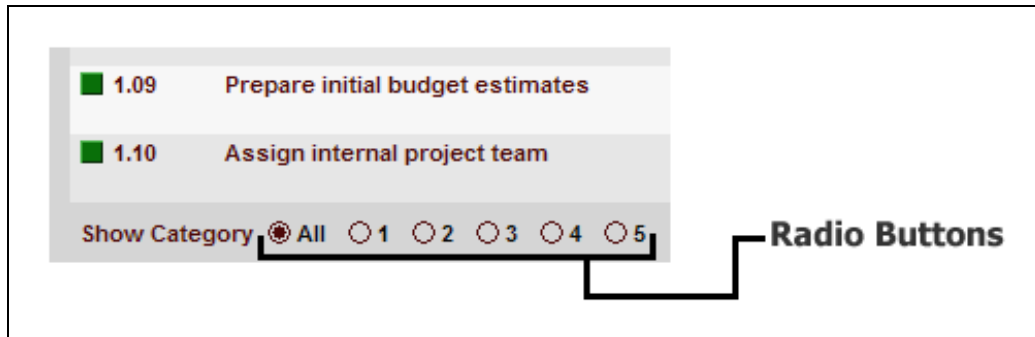 1.09 Prepare initial budget estimates
1.10 Assign internal project team
Show Category All 1 2 3 4 5
Radio Buttons